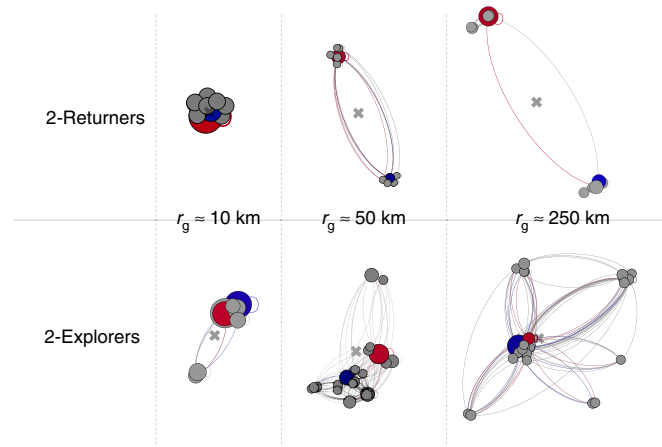 2-Returners
r_g ≈ 10 km
r_g ≈ 50 km
r_g ≈ 250 km
2-Explorers